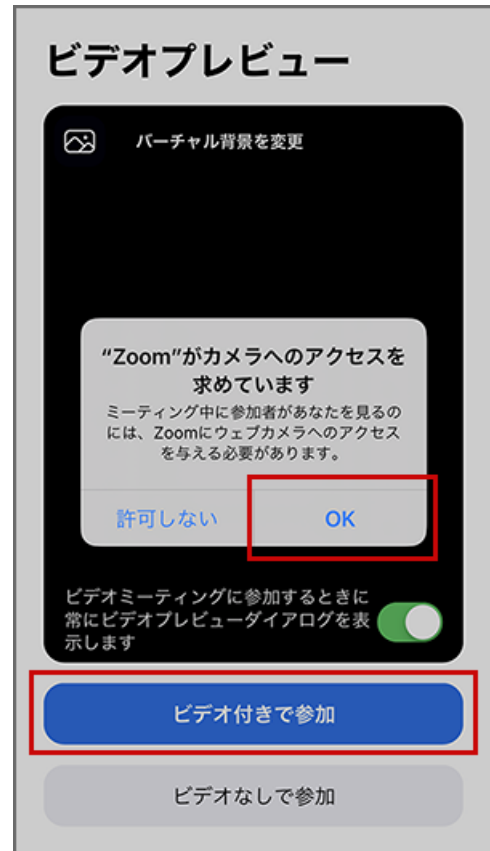 ビデオプレビュー
バーチャル背景を変更
“Zoom”がカメラへのアクセスを
求めています
ミーティング中に参加者があなたを見るの
には、Zoomにウェブカメラへのアクセス
を与える必要があります。
許可しない
OK
ビデオミーティングに参加するときに
常にビデオプレビューダイアログを表
示します
ビデオ付きで参加
ビデオなしで参加